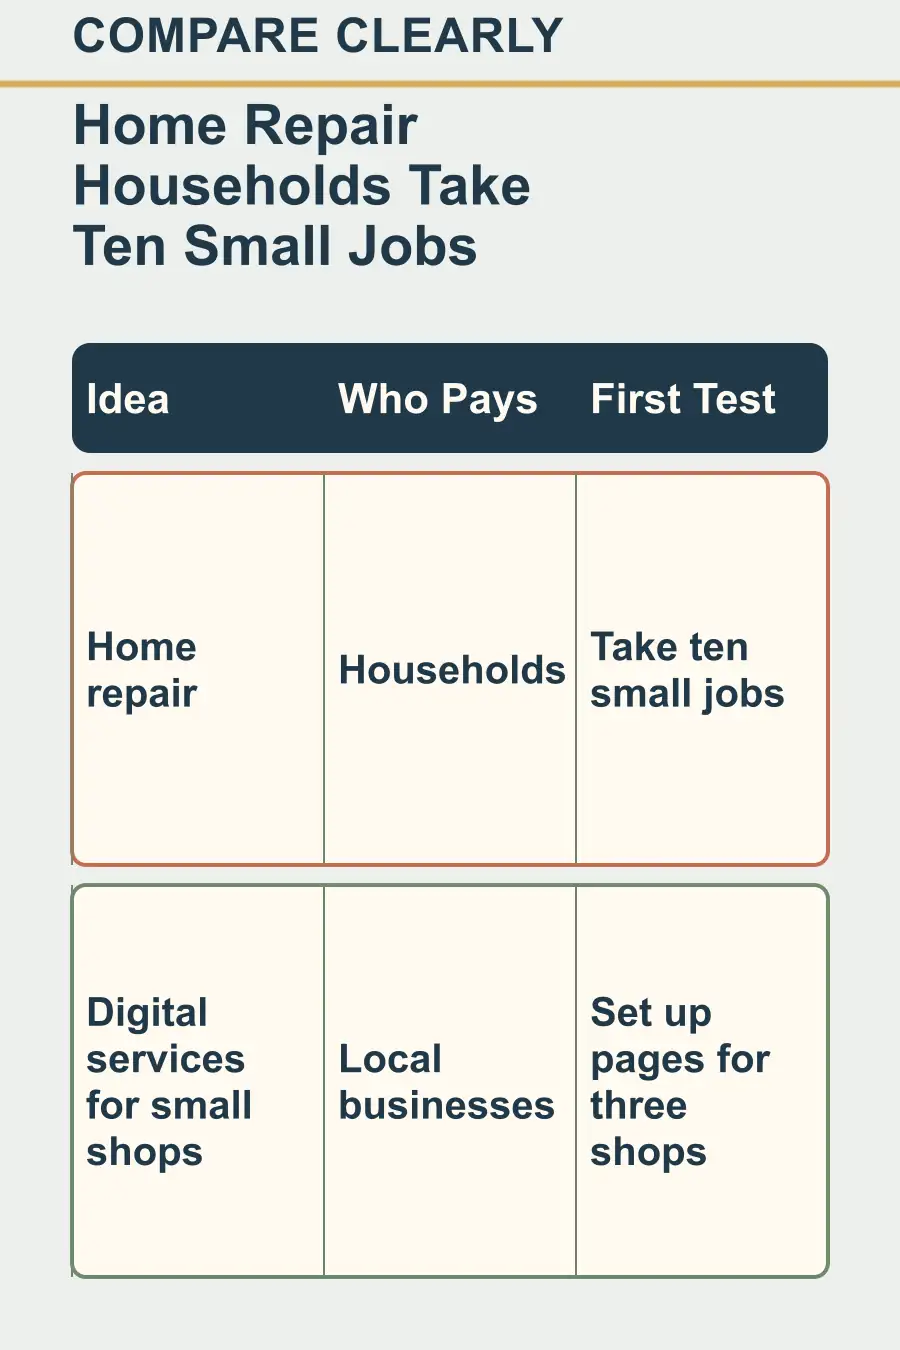 COMPARE CLEARLY
Home Repair
Households Take
Ten Small Jobs
Idea
Who Pays
First Test
Home
repair
Households
Take ten
small jobs
Digital
services
for small
shops
Local
businesses
Set up
pages for
three
shops